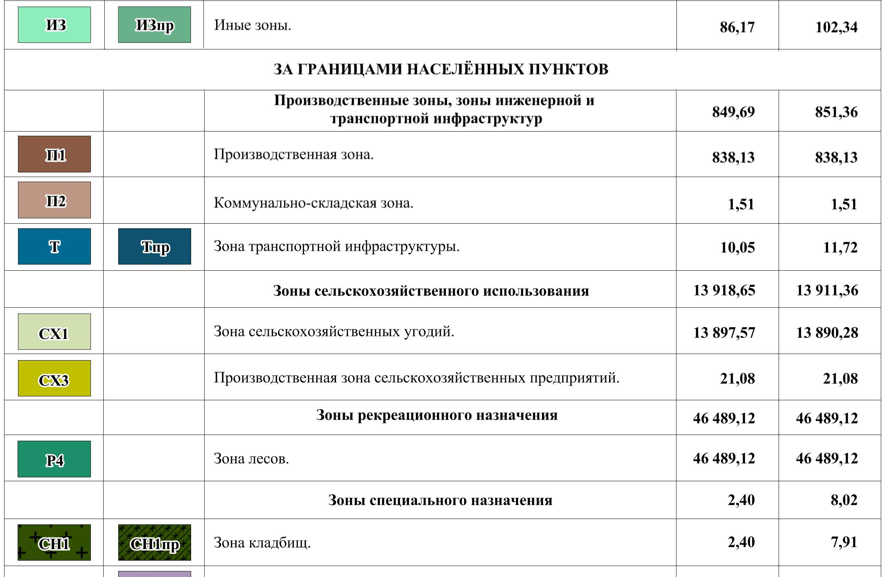 ИЗ ИЗпр Иные зоны. 86,17 102,34
ЗА ГРАНИЦАМИ НАСЕЛЁННЫХ ПУНКТОВ
Производственные зоны, зоны инженерной и
транспортной инфраструктур 849,69 851,36
П1 Производственная зона. 838,13 838,13
П2 Коммунально-складская зона. 1,51 1,51
Т Тпр Зона транспортной инфраструктуры. 10,05 11,72
Зоны сельскохозяйственного использования 13 918,65 13 911,36
СХ1 Зона сельскохозяйственных угодий. 13 897,57 13 890,28
СХ3 Производственная зона сельскохозяйственных предприятий. 21,08 21,08
Зоны рекреационного назначения 46 489,12 46 489,12
Р4 Зона лесов. 46 489,12 46 489,12
Зоны специального назначения 2,40 8,02
СН1 СН1пр Зона кладбищ. 2,40 7,91